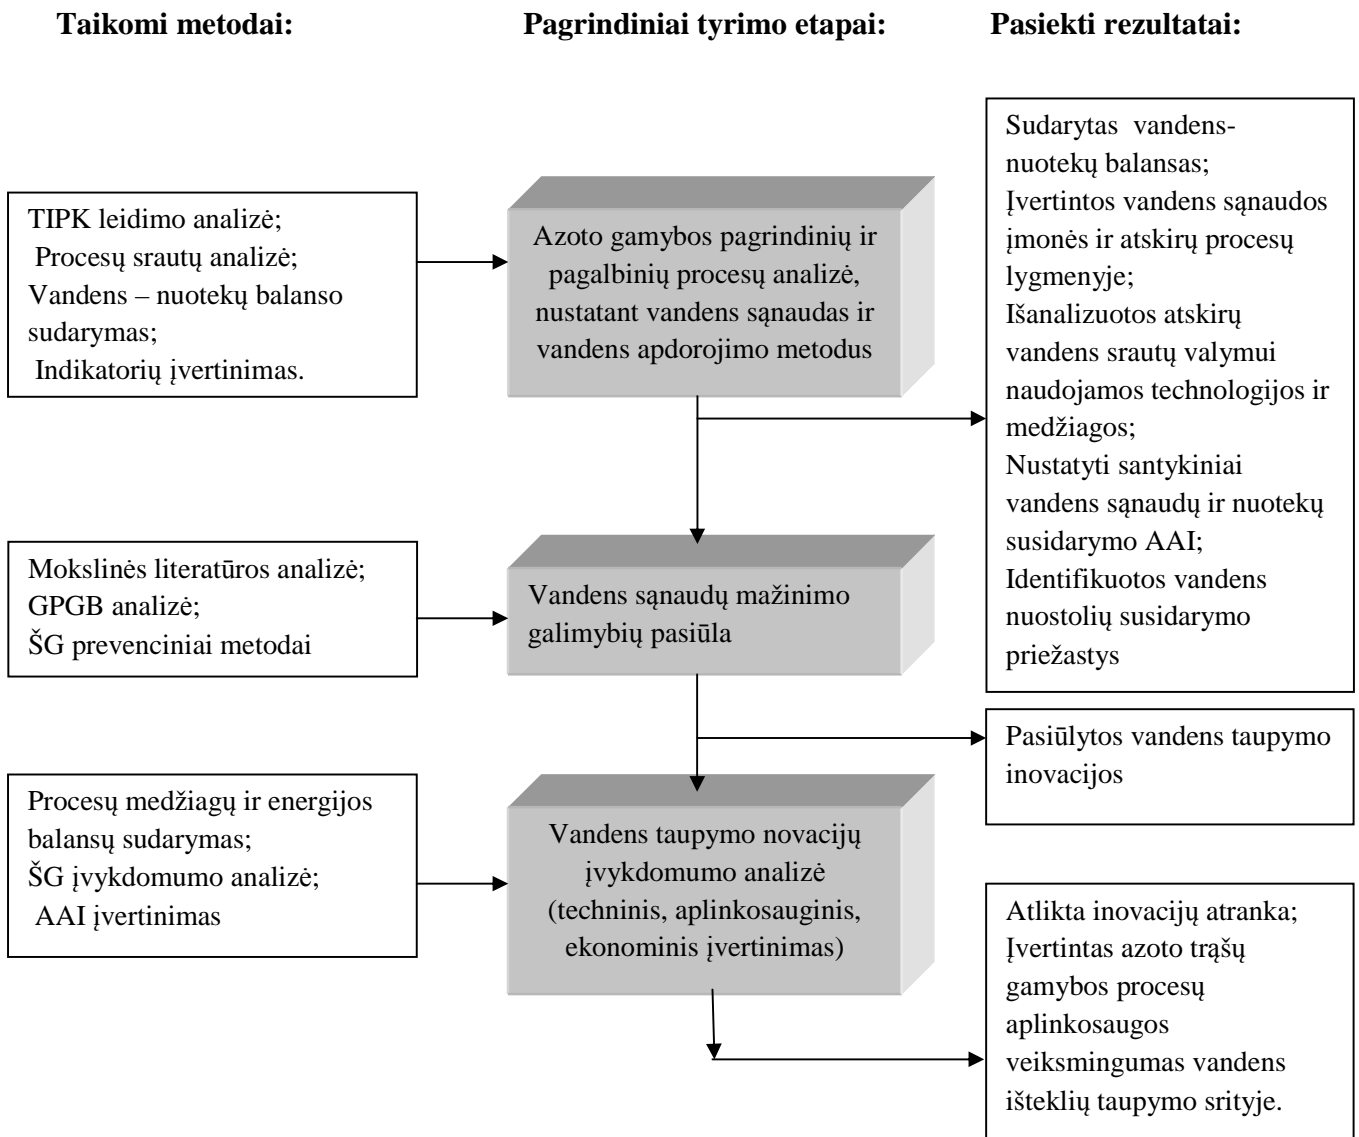 Taikomi metodai:
Pagrindiniai tyrimo etapai:
Pasiekti rezultatai:
TIPK leidimo analizė;
Procesų srautų analizė;
Vandens – nuotekų balanso
sudarymas;
Indikatorių įvertinimas.
Azoto gamybos pagrindinių ir
pagalbinių procesų analizė,
nustatant vandens sąnaudas ir
vandens apdorojimo metodus
Sudarytas vandens-
nuotekų balansas;
Įvertintos vandens sąnaudos
įmonės ir atskirų procesų
lygmenyje;
Išanalizuotos atskirų
vandens srautų valymui
naudojamos technologijos ir
medžiagos;
Nustatyti santykiniai
vandens sąnaudų ir nuotekų
susidarymo AAI;
Identifikuotos vandens
nuostolių susidarymo
priežastys
Mokslinės literatūros analizė;
GPGB analizė;
ŠG prevenciniai metodai
Vandens sąnaudų mažinimo
galimybių pasiūla
Pasiūlytos vandens taupymo
inovacijos
Procesų medžiagų ir energijos
balansų sudarymas;
ŠG įvykdomumo analizė;
AAI įvertinimas
Vandens taupymo novacijų
įvykdomumo analizė
(techninis, aplinkosauginis,
ekonominis įvertinimas)
Atlikta inovacijų atranka;
Įvertintas azoto trąšų
gamybos procesų
aplinkosaugos
veiksmingumas vandens
išteklių taupymo srityje.